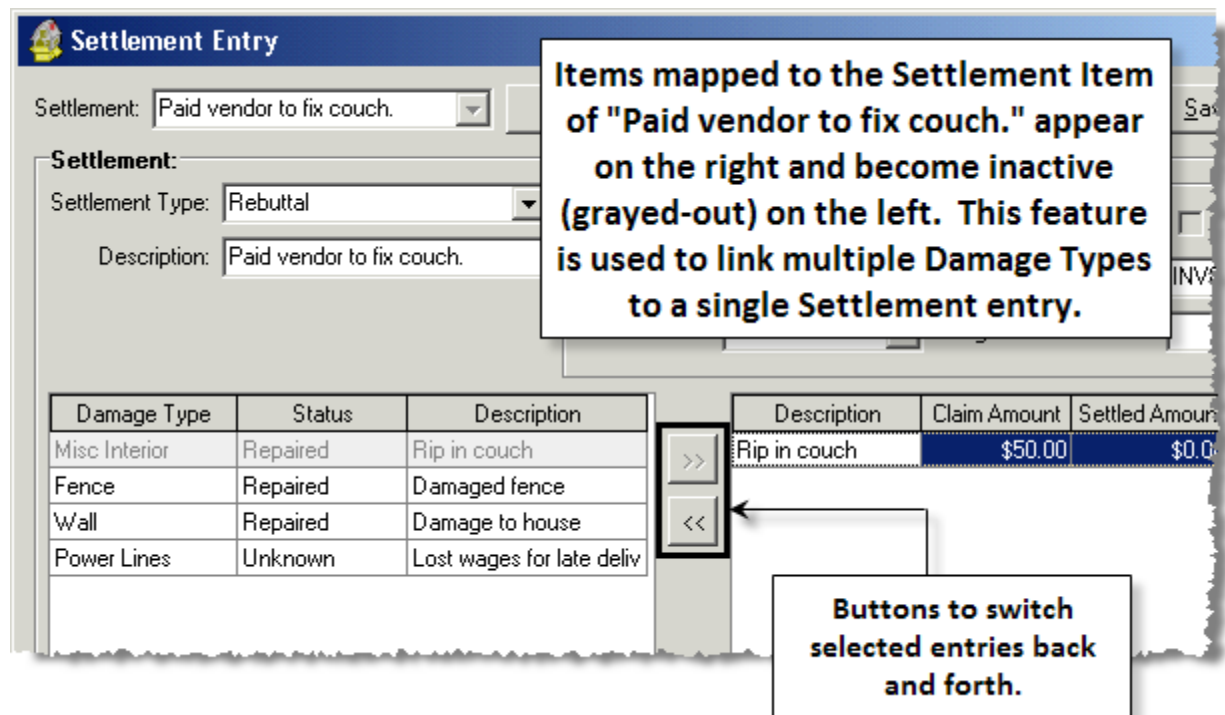 Settlement Entry
Items mapped to the Settlement Item
of "Paid vendor to fix couch." appear
on the right and become inactive
(grayed-out) on the left. This feature
is used to link multiple Damage Types
to a single Settlement entry.
Settlement: Paid vendor to fix couch.
Settlement:
Settlement Type: Rebuttal
Description: Paid vendor to fix couch.
Damage Type Status Description
Misc Interior Repaired Rip in couch
Fence Repaired Damaged fence
Wall Repaired Damage to house
Power Lines Unknown Lost wages for late deliv
>>
<<
Description Claim Amount Settled Amoun
Rip in couch $50.00 $0.0
Buttons to switch
selected entries back
and forth.